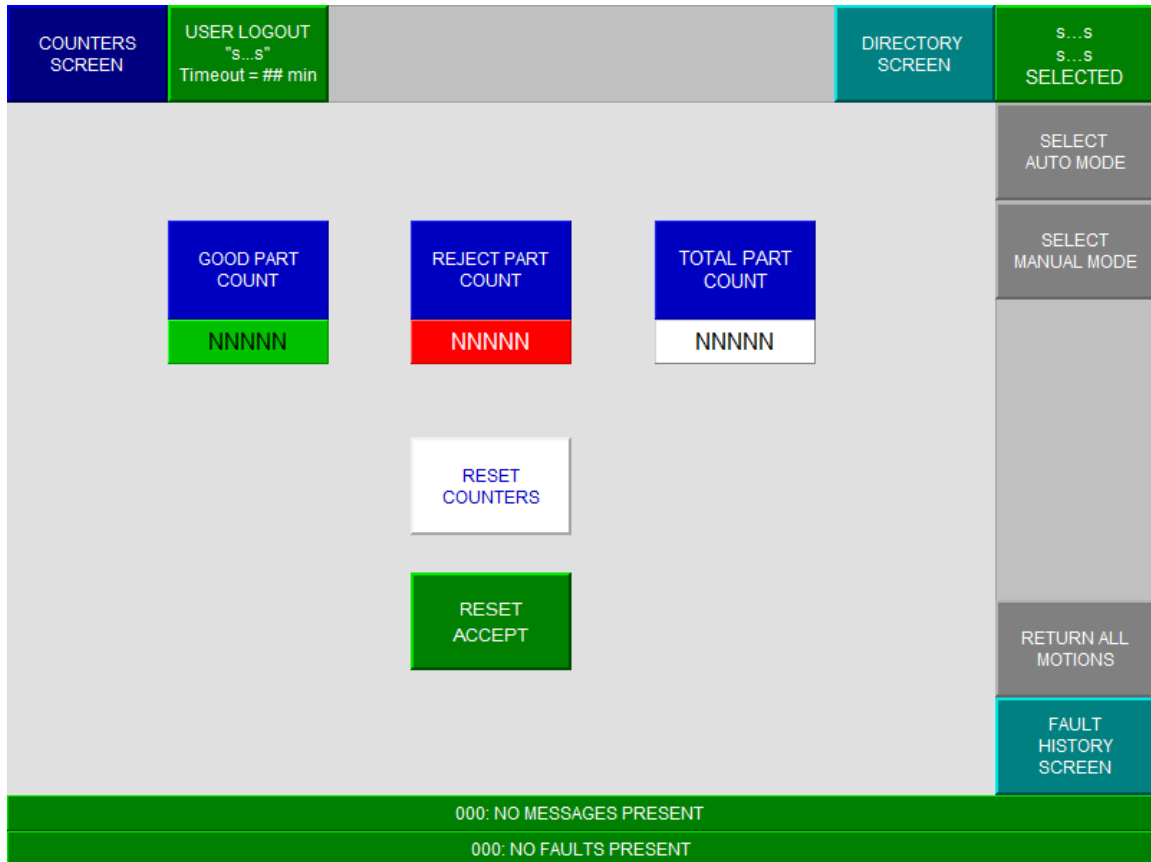 COUNTERS
SCREEN
USER LOGOUT
"s...s"
Timeout = ## min
DIRECTORY
SCREEN
s...s
s...s
SELECTED
SELECT
AUTO MODE
SELECT
MANUAL MODE
GOOD PART
COUNT
NNNNN
REJECT PART
COUNT
NNNNN
TOTAL PART
COUNT
NNNNN
RESET
COUNTERS
RESET
ACCEPT
RETURN ALL
MOTIONS
FAULT
HISTORY
SCREEN
000: NO MESSAGES PRESENT
000: NO FAULTS PRESENT